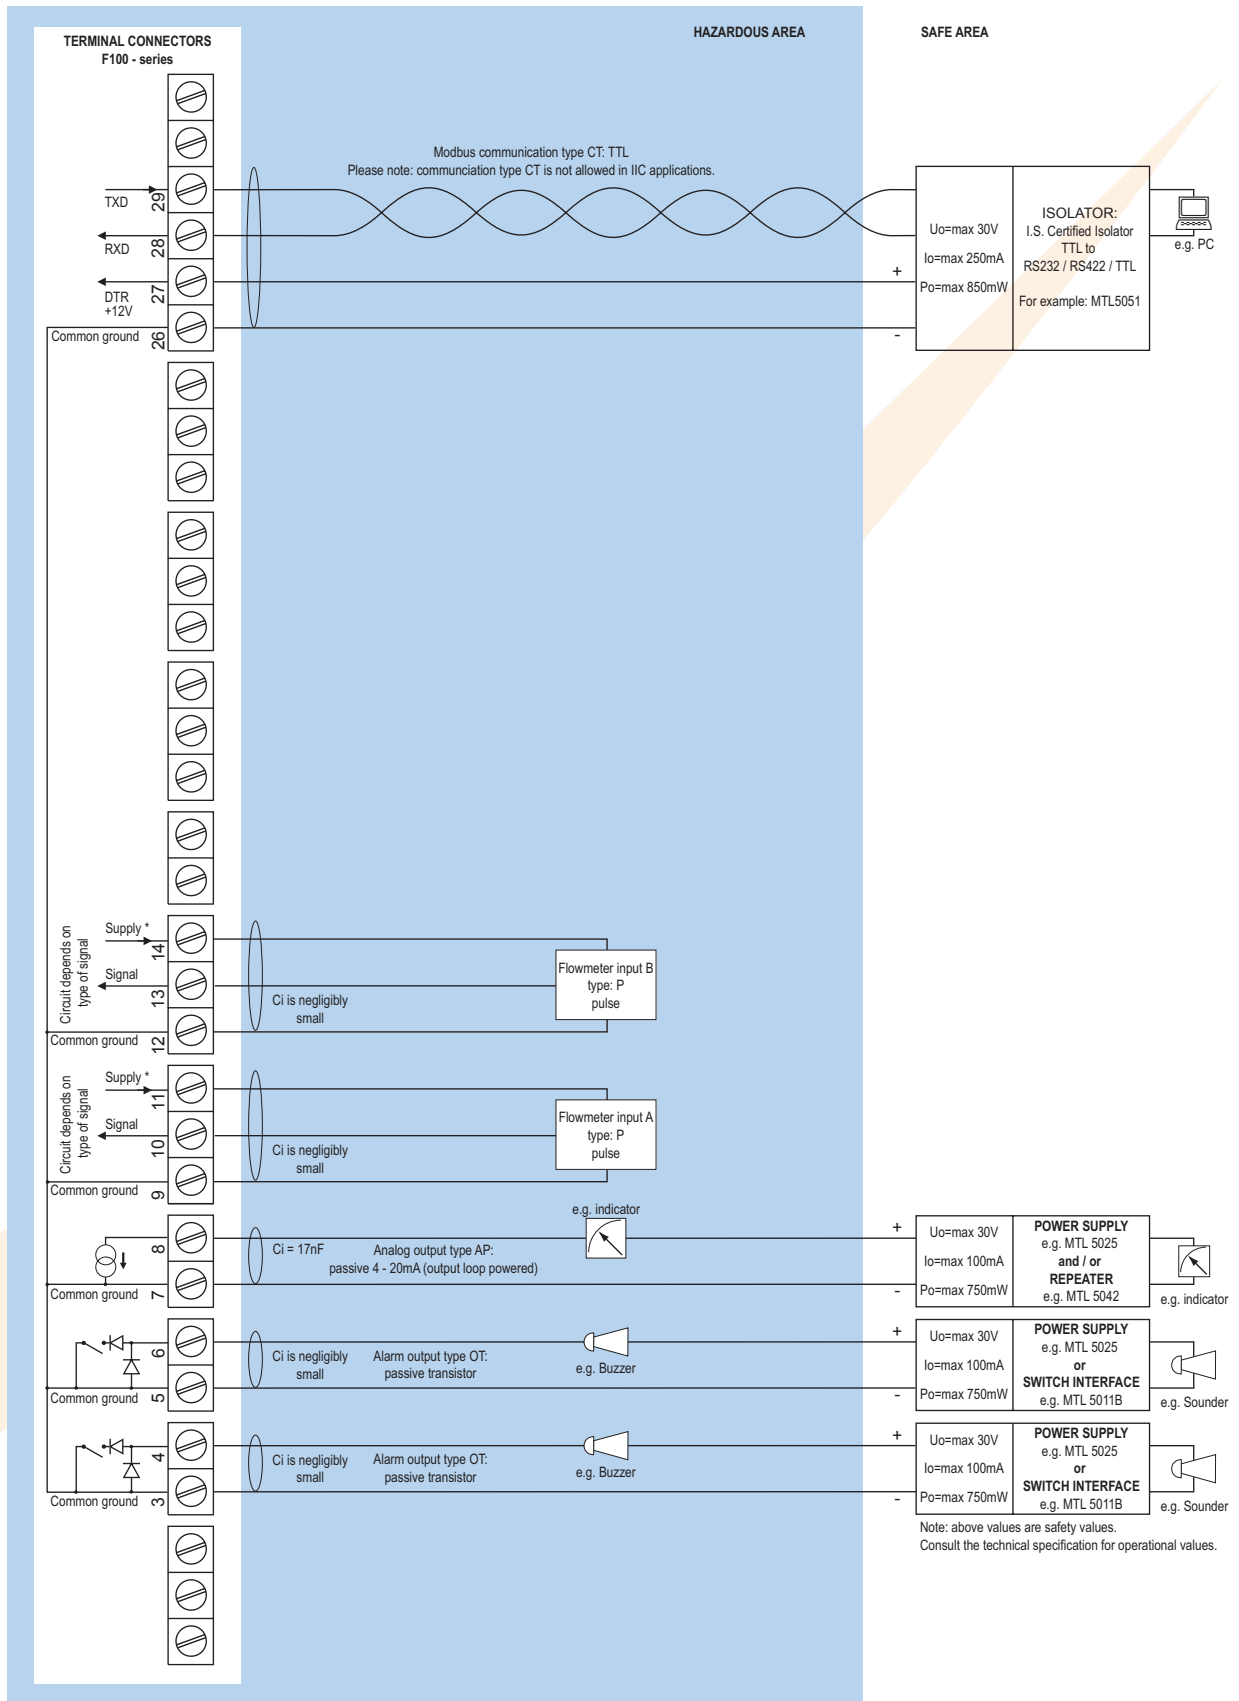 HAZARDOUS AREA
SAFE AREA
TERMINAL CONNECTORS
F100 - series
Modbus communication type CT: TTL
Please note: communciation type CT is not allowed in IIC applications.
TXD
29
RXD
28
DTR
+12V
27
Common ground
26
+
-
Uo=max 30V
Io=max 250mA
Po=max 850mW
ISOLATOR:
I.S. Certified Isolator
TTL to
RS232 / RS422 / TTL
For example: MTL5051
e.g. PC
Circuit depends on
type of signal
Supply *
14
Signal
13
Common ground
12
Ci is negligibly
small
Flowmeter input B
type: P
pulse
Circuit depends on
type of signal
Supply *
11
Signal
10
Common ground
9
Ci is negligibly
small
Flowmeter input A
type: P
pulse
8
Common ground
7
Ci = 17nF
Analog output type AP:
passive 4 - 20mA (output loop powered)
e.g. indicator
+
-
Uo=max 30V
Io=max 100mA
Po=max 750mW
POWER SUPPLY
e.g. MTL 5025
and / or
REPEATER
e.g. MTL 5042
e.g. indicator
6
Common ground
5
Ci is negligibly
small
Alarm output type OT:
passive transistor
e.g. Buzzer
+
-
Uo=max 30V
Io=max 100mA
Po=max 750mW
POWER SUPPLY
e.g. MTL 5025
or
SWITCH INTERFACE
e.g. MTL 5011B
e.g. Sounder
4
Common ground
3
Ci is negligibly
small
Alarm output type OT:
passive transistor
e.g. Buzzer
+
-
Uo=max 30V
Io=max 100mA
Po=max 750mW
POWER SUPPLY
e.g. MTL 5025
or
SWITCH INTERFACE
e.g. MTL 5011B
e.g. Sounder
Note: above values are safety values.
Consult the technical specification for operational values.